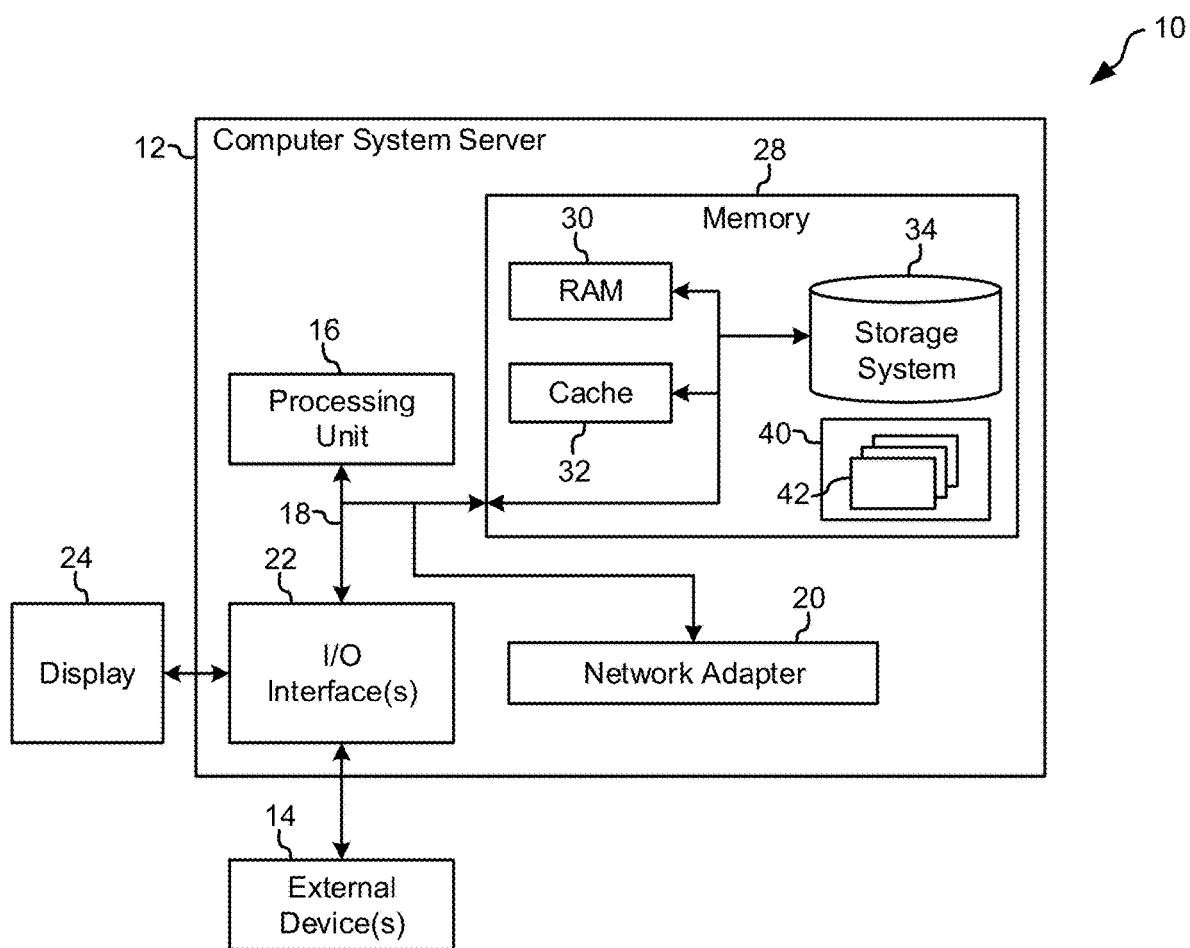 10
12
Computer System Server
28
Memory
30
RAM
34
Storage
System
16
Processing
Unit
Cache
32
40
42
18
24
Display
22
I/O
Interface(s)
20
Network Adapter
14
External
Device(s)